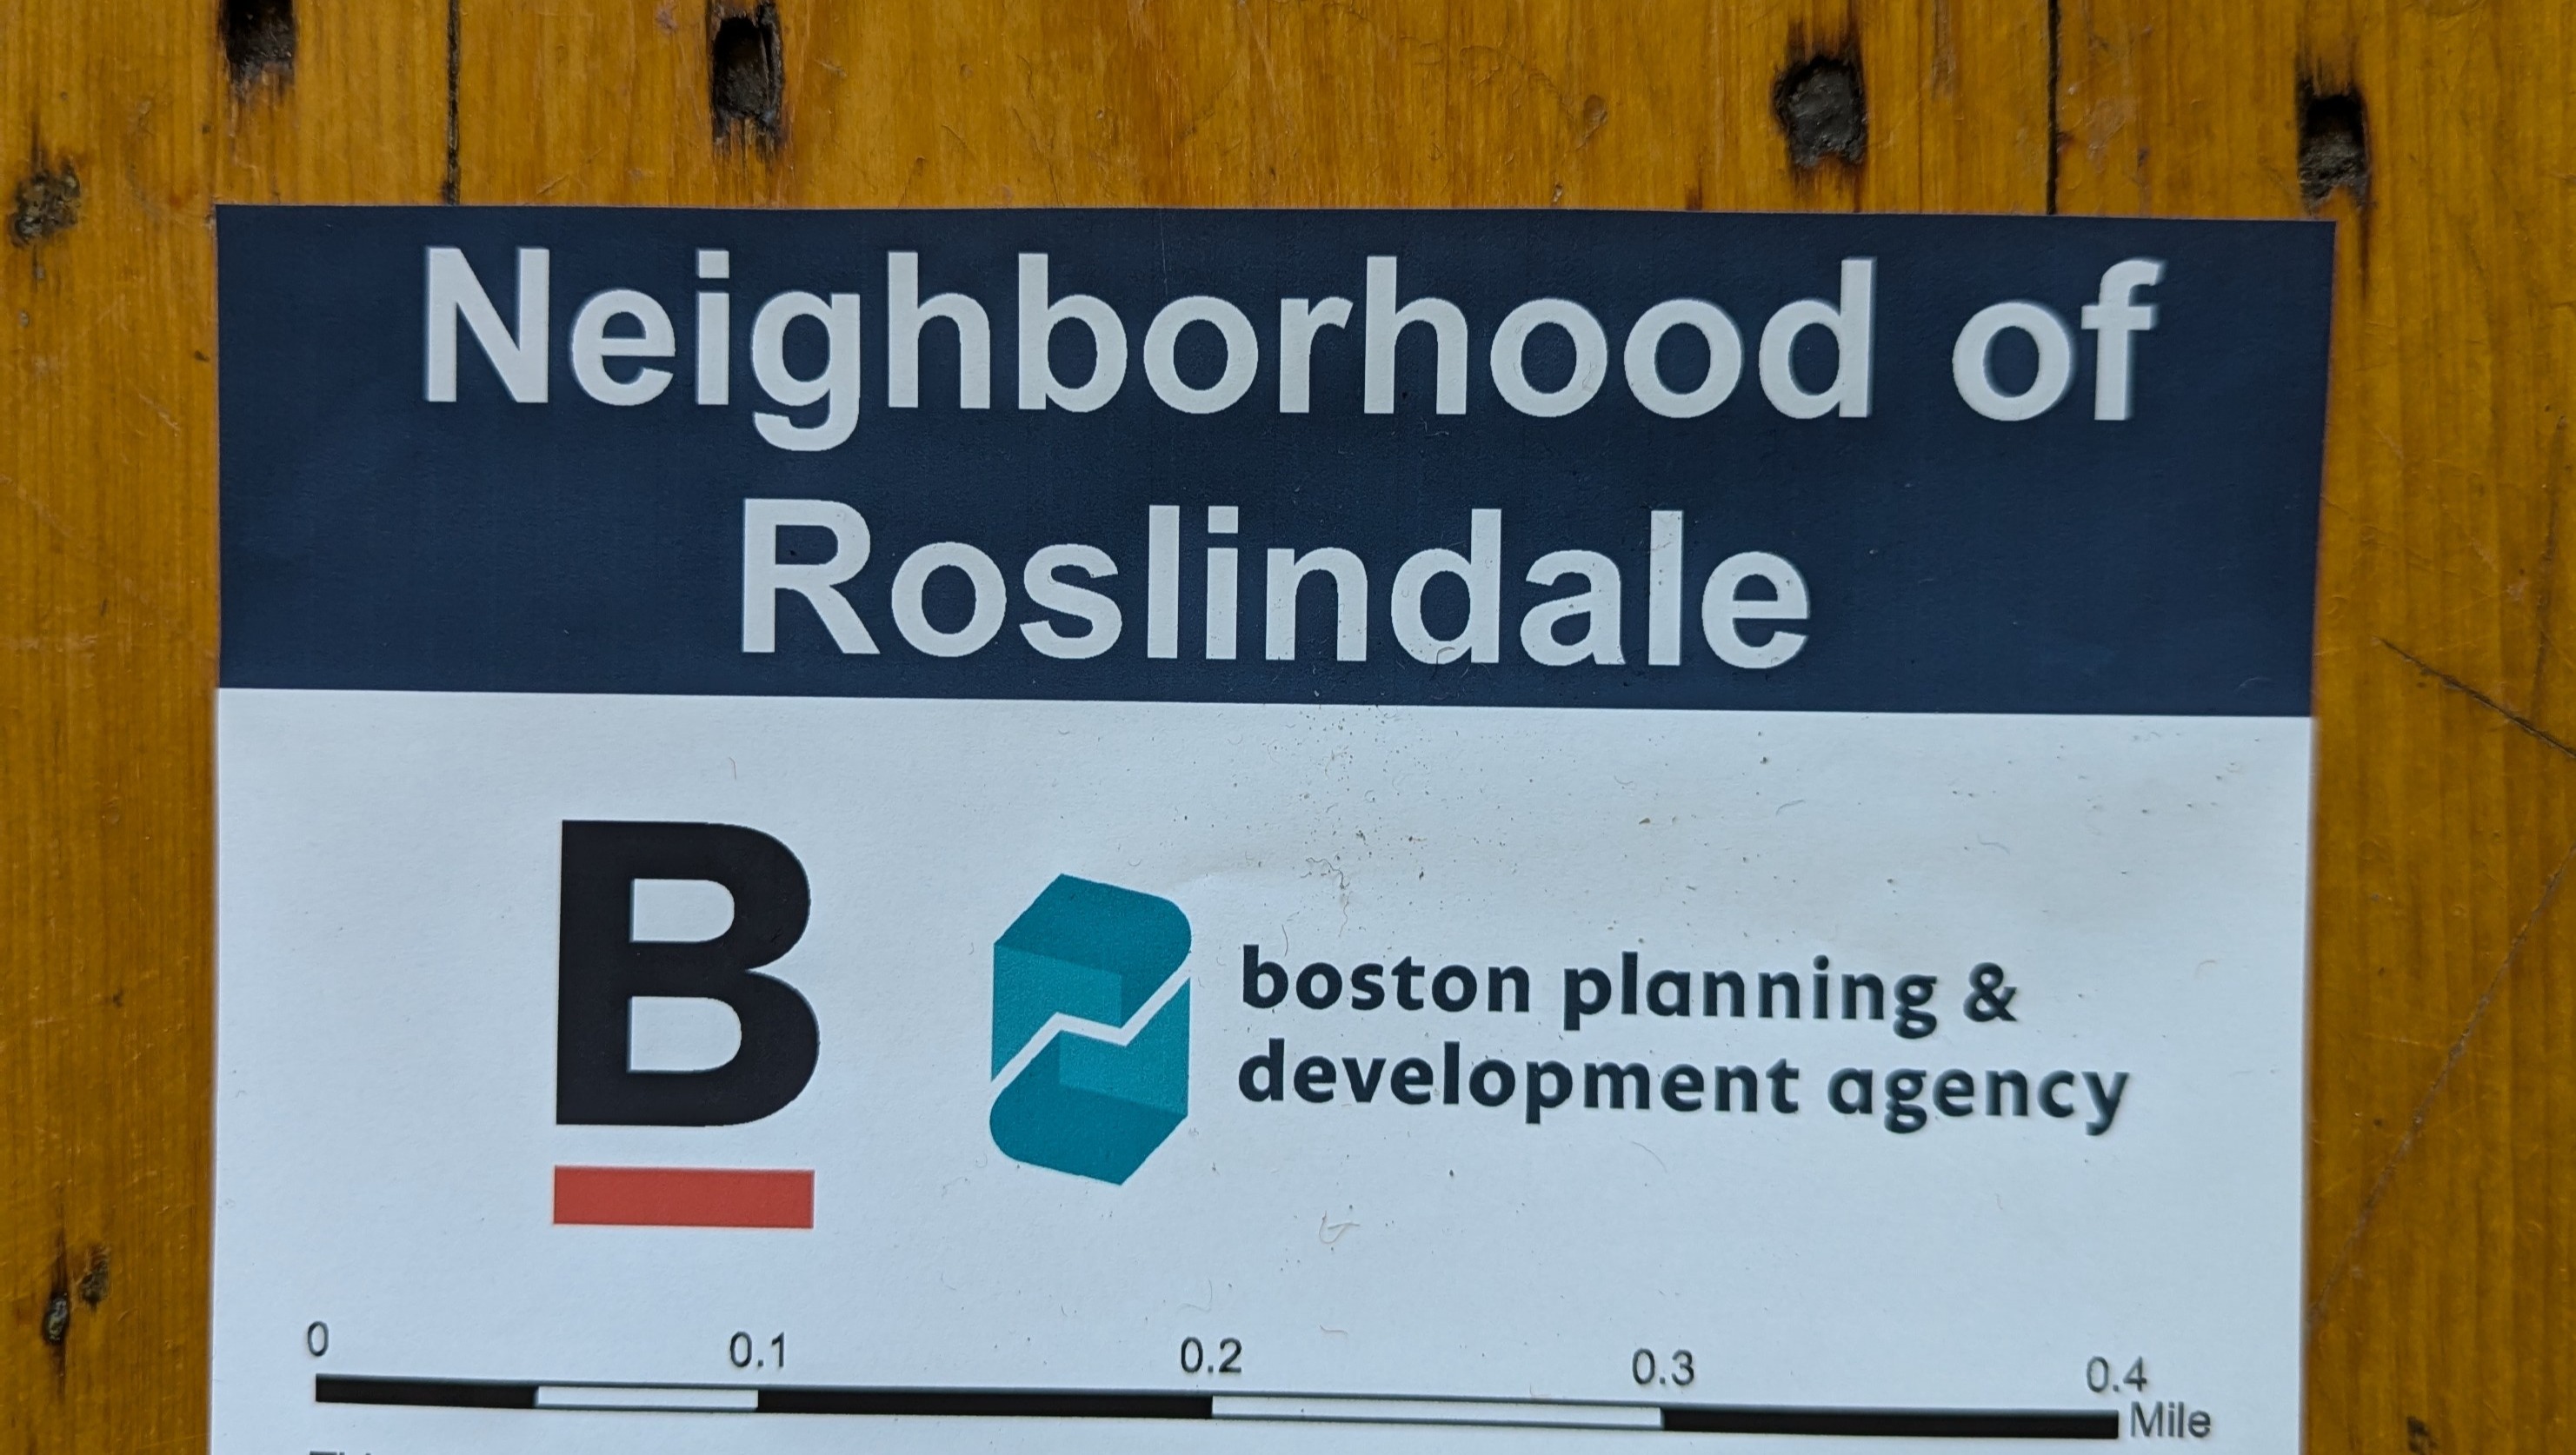 Neighborhood of
Roslindale
B
boston planning &
development agency
0 0.1 0.2 0.3 0.4
Mile